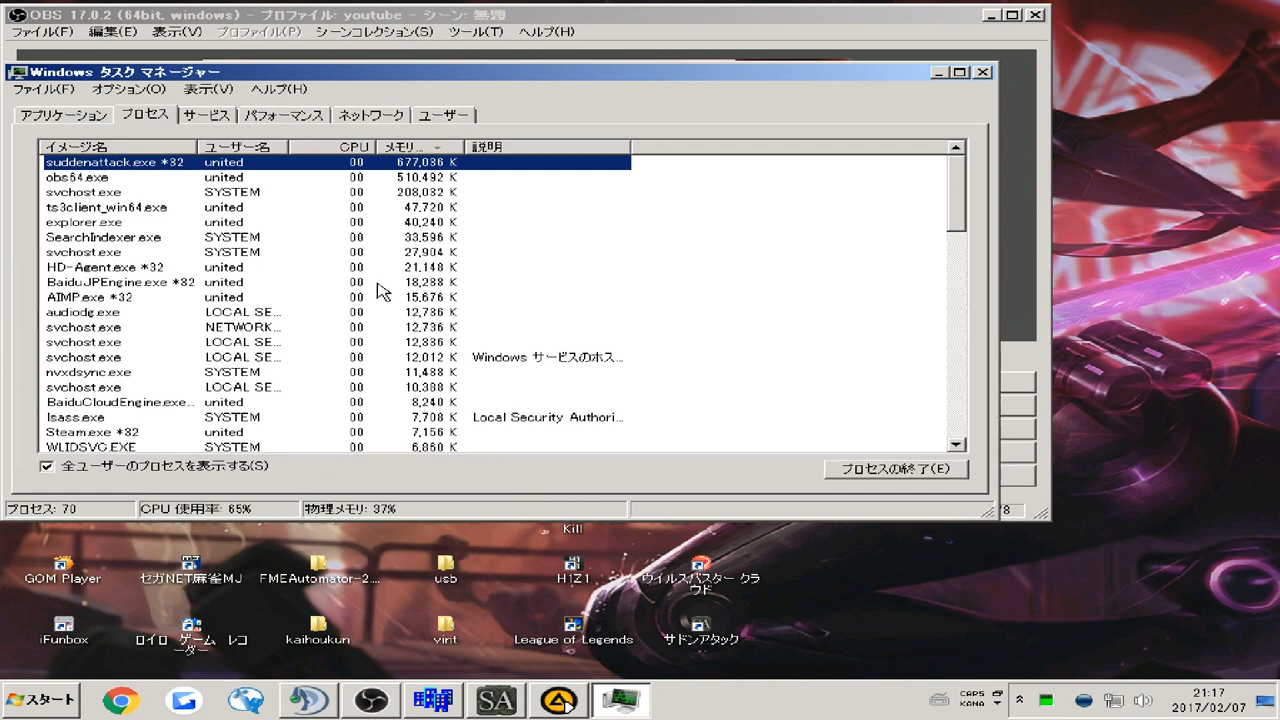 OBS 17.0.2 (64bit, windows) - プロファイル: youtube - シーン: 無題
ファイル(F) 編集(E) 表示(V) プロファイル(P) シーンコレクション(S) ツール(T) ヘルプ(H)
Windows タスク マネージャー
ファイル(F) オプション(O) 表示(V) ヘルプ(H)
アプリケーション プロセス サービス パフォーマンス ネットワーク ユーザー
イメージ名 ユーザー名 CPU メモリ... 説明
suddenattack.exe *32 united 00 677,036 K
obs64.exe united 00 510,492 K
svchost.exe SYSTEM 00 208,032 K
ts3client_win64.exe united 00 47,720 K
explorer.exe united 00 40,240 K
SearchIndexer.exe SYSTEM 00 33,596 K
svchost.exe SYSTEM 00 27,904 K
HD-Agent.exe *32 united 00 21,148 K
BaiduJPEngine.exe *32 united 00 18,288 K
AIMP.exe *32 united 00 15,676 K
audiodg.exe LOCAL SE... 00 12,736 K
svchost.exe NETWORK... 00 12,736 K
svchost.exe LOCAL SE... 00 12,336 K
svchost.exe LOCAL SE... 00 12,012 K Windows サービスのホス...
nvxdsync.exe SYSTEM 00 11,488 K
svchost.exe LOCAL SE... 00 10,388 K
BaiduCloudEngine.exe... united 00 8,240 K
lsass.exe SYSTEM 00 7,708 K Local Security Authori...
Steam.exe *32 united 00 7,156 K
WLIDSVC.EXE SYSTEM 00 6,860 K
全ユーザーのプロセスを表示する(S) プロセスの終了(E)
プロセス: 70 CPU 使用率: 65% 物理メモリ: 37%
Kill
GOM Player セガNET麻雀MJ FMEAutomator-2... usb H1Z1 ウイルスバスター クラウド
iFunbox ロイロ ゲーム レコーダー kaihoukun vint League of Legends サドンアタック
スタート SA CAPS KANA 21:17
2017/02/07